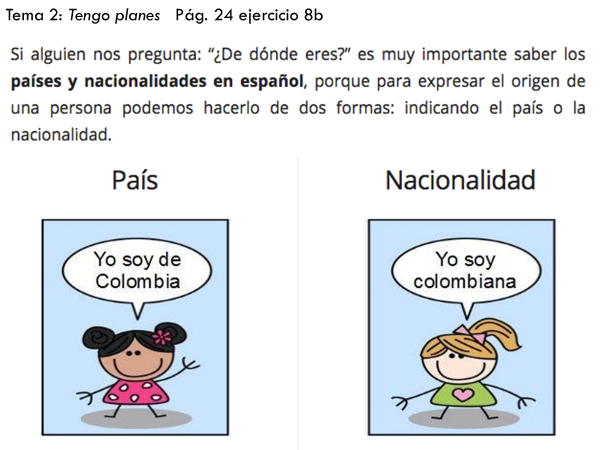 Tema 2: Tengo planes Pág. 24 ejercicio 8b
Si alguien nos pregunta: “¿De dónde eres?” es muy importante saber los
países y nacionalidades en español, porque para expresar el origen de
una persona podemos hacerlo de dos formas: indicando el país o la
nacionalidad.
País
Yo soy de
Colombia
Nacionalidad
Yo soy
colombiana